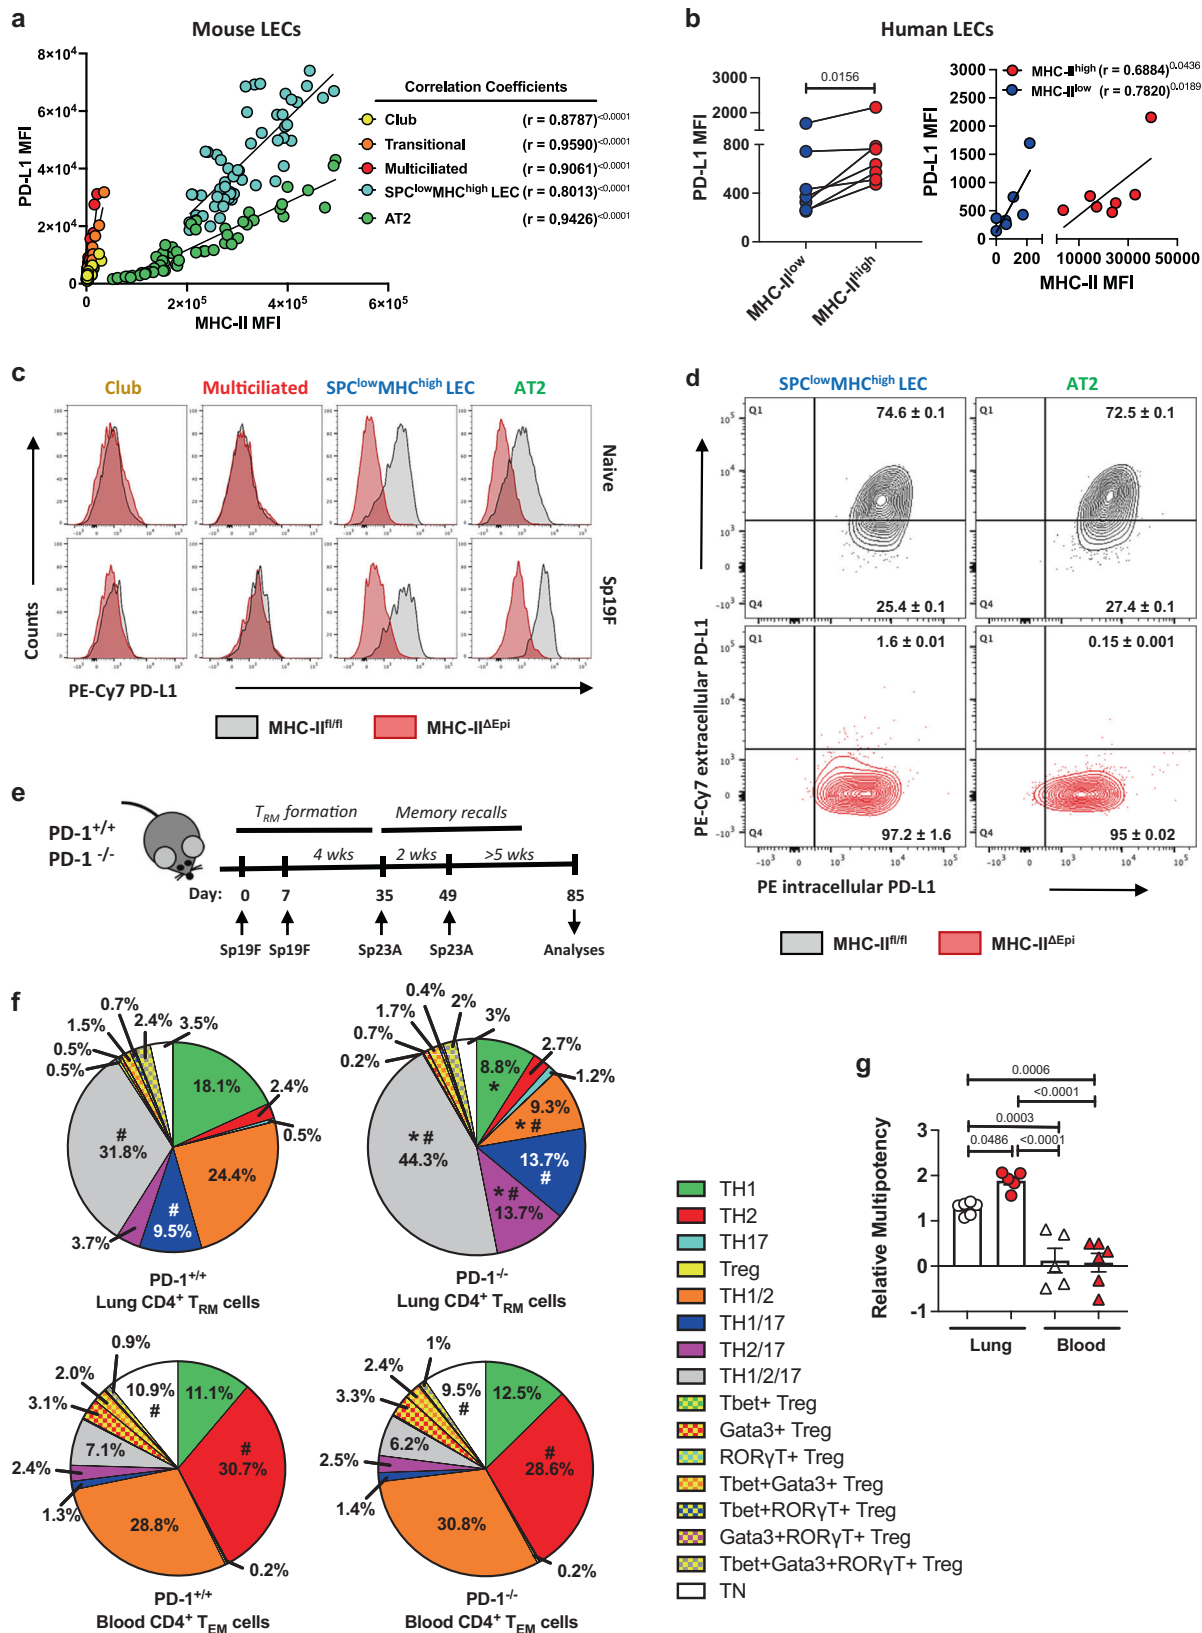 a
Mouse LECs
8×10⁴
6×10⁴
4×10⁴
2×10⁴
0
PD-L1 MFI
0
2×10⁵
4×10⁵
6×10⁵
MHC-II MFI
Correlation Coefficients
Club (r = 0.8787)<0.0001
Transitional (r = 0.9590)<0.0001
Multiciliated (r = 0.9061)<0.0001
SPClowMHChigh LEC (r = 0.8013)<0.0001
AT2 (r = 0.9426)<0.0001
b
Human LECs
0.0156
3000
2000
1000
800
400
0
PD-L1 MFI
MHC-IIlow
MHC-IIhigh
MHC-IIhigh (r = 0.6884)0.0436
MHC-IIlow (r = 0.7820)0.0189
3000
2500
2000
1500
1000
500
0
PD-L1 MFI
0 200 10000 30000 50000
MHC-II MFI
c
Club Multiciliated SPClowMHChigh LEC AT2
Naive
Sp19F
Counts
PE-Cy7 PD-L1
MHC-IIfl/fl MHC-IIΔEpi
d
SPClowMHChigh LEC AT2
Q1 74.6 ± 0.1
Q4 25.4 ± 0.1
Q1 72.5 ± 0.1
Q4 27.4 ± 0.1
Q1 1.6 ± 0.01
Q4 97.2 ± 1.6
Q1 0.15 ± 0.001
Q4 95 ± 0.02
PE-Cy7 extracellular PD-L1
PE intracellular PD-L1
MHC-IIfl/fl MHC-IIΔEpi
e
PD-1+/+
PD-1 -/-
TRM formation Memory recalls
4 wks 2 wks >5 wks
Day: 0 7 35 49 85
Sp19F Sp19F Sp23A Sp23A Analyses
f
18.1%
2.4%
0.5%
24.4%
#
9.5%
3.7%
#
31.8%
0.5%
0.5%
1.5%
0.7%
2.4%
3.5%
PD-1+/+
Lung CD4+ TRM cells
8.8%
*
2.7%
1.2%
9.3%
* #
13.7%
#
* #
13.7%
* #
44.3%
0.2%
0.7%
1.7%
0.4%
2%
3%
PD-1-/-
Lung CD4+ TRM cells
11.1%
#
30.7%
0.2%
28.8%
1.3%
2.4%
7.1%
3.1%
2.0%
0.9%
10.9%
#
PD-1+/+
Blood CD4+ TEM cells
12.5%
#
28.6%
0.2%
30.8%
1.4%
2.5%
6.2%
3.3%
2.4%
1%
9.5%
#
PD-1-/-
Blood CD4+ TEM cells
TH1
TH2
TH17
Treg
TH1/2
TH1/17
TH2/17
TH1/2/17
Tbet+ Treg
Gata3+ Treg
RORγT+ Treg
Tbet+Gata3+ Treg
Tbet+RORγT+ Treg
Gata3+RORγT+ Treg
Tbet+Gata3+RORγT+ Treg
TN
g
0.0006
<0.0001
0.0003
0.0486 <0.0001
3
2
1
0
-1
Relative Multipotency
Lung Blood